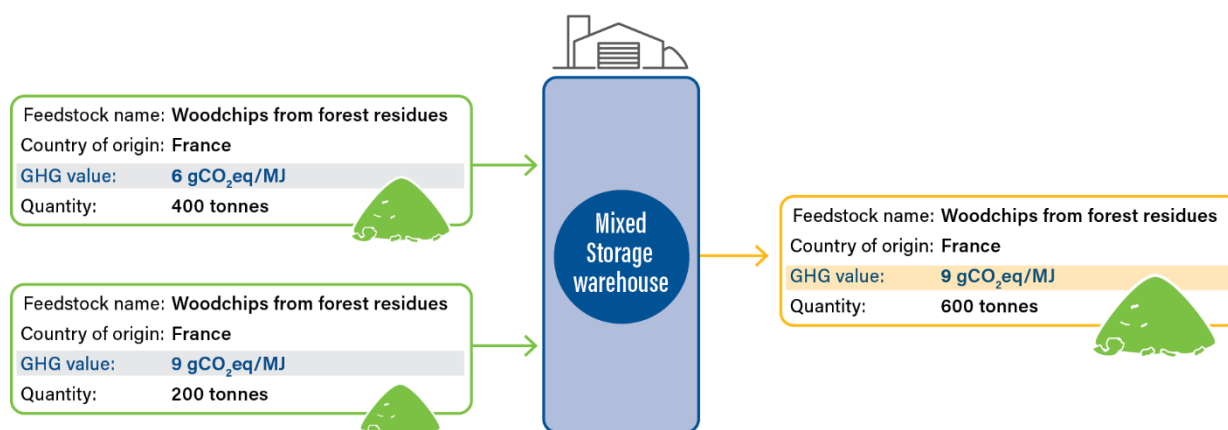 Feedstock name: Woodchips from forest residues
Country of origin: France
GHG value: 6 gCO₂eq/MJ
Quantity: 400 tonnes
Feedstock name: Woodchips from forest residues
Country of origin: France
GHG value: 9 gCO₂eq/MJ
Quantity: 200 tonnes
Mixed
Storage
warehouse
Feedstock name: Woodchips from forest residues
Country of origin: France
GHG value: 9 gCO₂eq/MJ
Quantity: 600 tonnes